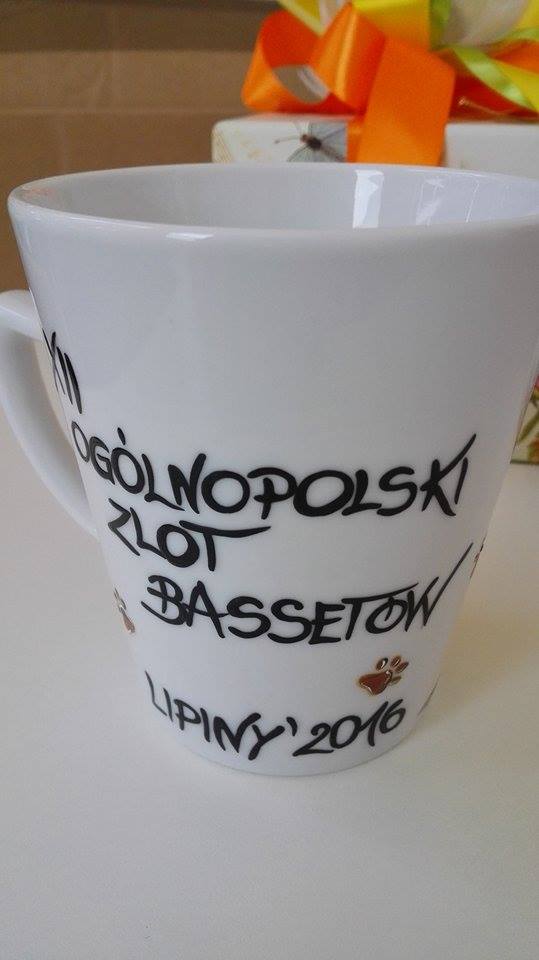 XIII
OGÓLNOPOLSKI
ZLOT
BASSETÓW
LIPINY'2016